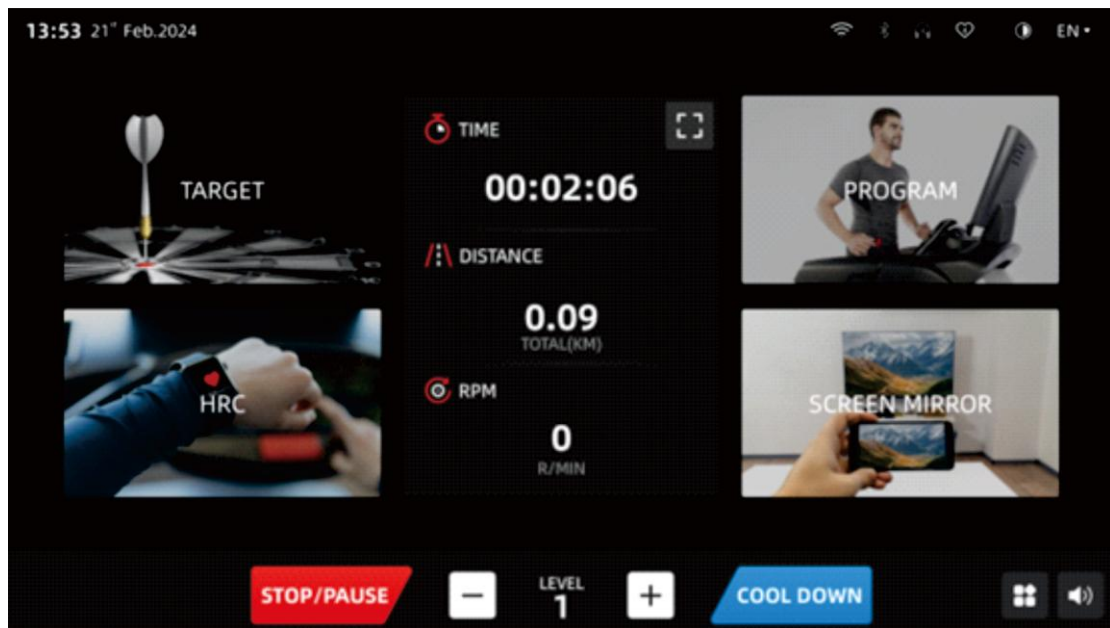 13:53 21st Feb.2024
EN
TARGET
TIME
00:02:06
DISTANCE
0.09
TOTAL(KM)
RPM
0
R/MIN
PROGRAM
HRC
SCREEN MIRROR
STOP/PAUSE
−
LEVEL
1
+
COOL DOWN